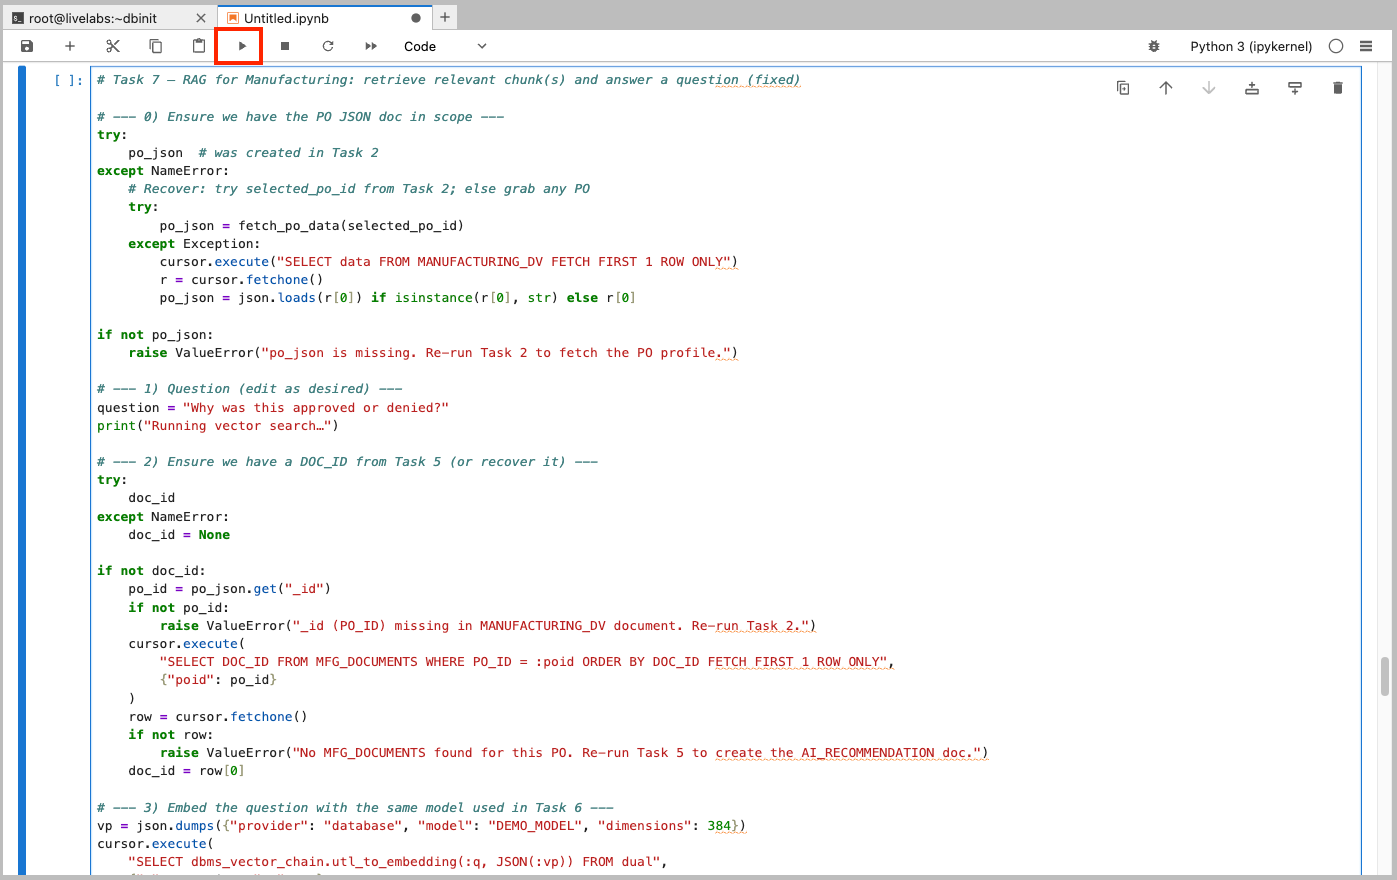 root@livelabs:~dbinit
Untitled.ipynb
Code
Python 3 (ipykernel)
[ ]:
# Task 7 — RAG for Manufacturing: retrieve relevant chunk(s) and answer a question (fixed)
# --- 0) Ensure we have the PO JSON doc in scope ---
try:
    po_json  # was created in Task 2
except NameError:
    # Recover: try selected_po_id from Task 2; else grab any PO
    try:
        po_json = fetch_po_data(selected_po_id)
    except Exception:
        cursor.execute("SELECT data FROM MANUFACTURING_DV FETCH FIRST 1 ROW ONLY")
        r = cursor.fetchone()
        po_json = json.loads(r[0]) if isinstance(r[0], str) else r[0]
if not po_json:
    raise ValueError("po_json is missing. Re-run Task 2 to fetch the PO profile.")
# --- 1) Question (edit as desired) ---
question = "Why was this approved or denied?"
print("Running vector search…")
# --- 2) Ensure we have a DOC_ID from Task 5 (or recover it) ---
try:
    doc_id
except NameError:
    doc_id = None
if not doc_id:
    po_id = po_json.get("_id")
    if not po_id:
        raise ValueError("_id (PO_ID) missing in MANUFACTURING_DV document. Re-run Task 2.")
    cursor.execute(
        "SELECT DOC_ID FROM MFG_DOCUMENTS WHERE PO_ID = :poid ORDER BY DOC_ID FETCH FIRST 1 ROW ONLY",
        {"poid": po_id}
    )
    row = cursor.fetchone()
    if not row:
        raise ValueError("No MFG_DOCUMENTS found for this PO. Re-run Task 5 to create the AI_RECOMMENDATION doc.")
    doc_id = row[0]
# --- 3) Embed the question with the same model used in Task 6 ---
vp = json.dumps({"provider": "database", "model": "DEMO_MODEL", "dimensions": 384})
cursor.execute(
    "SELECT dbms_vector_chain.utl_to_embedding(:q, JSON(:vp)) FROM dual",